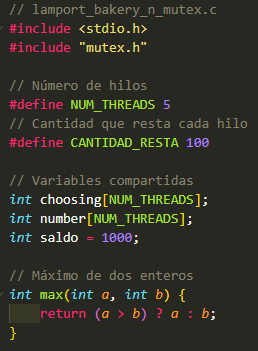 // lamport_bakery_n_mutex.c
#include <stdio.h>
#include "mutex.h"
// Número de hilos
#define NUM_THREADS 5
// Cantidad que resta cada hilo
#define CANTIDAD_RESTA 100
// Variables compartidas
int choosing[NUM_THREADS];
int number[NUM_THREADS];
int saldo = 1000;
// Máximo de dos enteros
int max(int a, int b) {
    return (a > b) ? a : b;
}